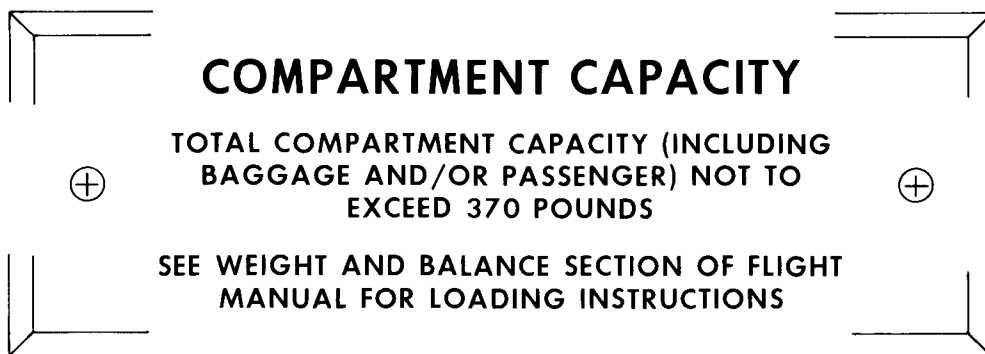 COMPARTMENT CAPACITY
TOTAL COMPARTMENT CAPACITY (INCLUDING
BAGGAGE AND/OR PASSENGER) NOT TO
EXCEED 370 POUNDS
SEE WEIGHT AND BALANCE SECTION OF FLIGHT
MANUAL FOR LOADING INSTRUCTIONS